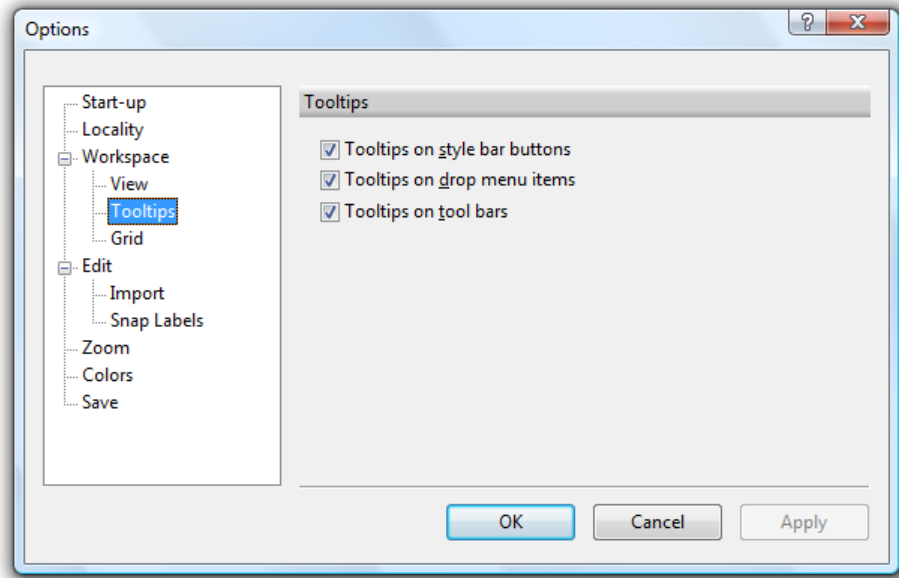 Options
Start-up
Locality
Workspace
View
Tooltips
Grid
Edit
Import
Snap Labels
Zoom
Colors
Save
Tooltips
Tooltips on style bar buttons
Tooltips on drop menu items
Tooltips on tool bars
OK
Cancel
Apply